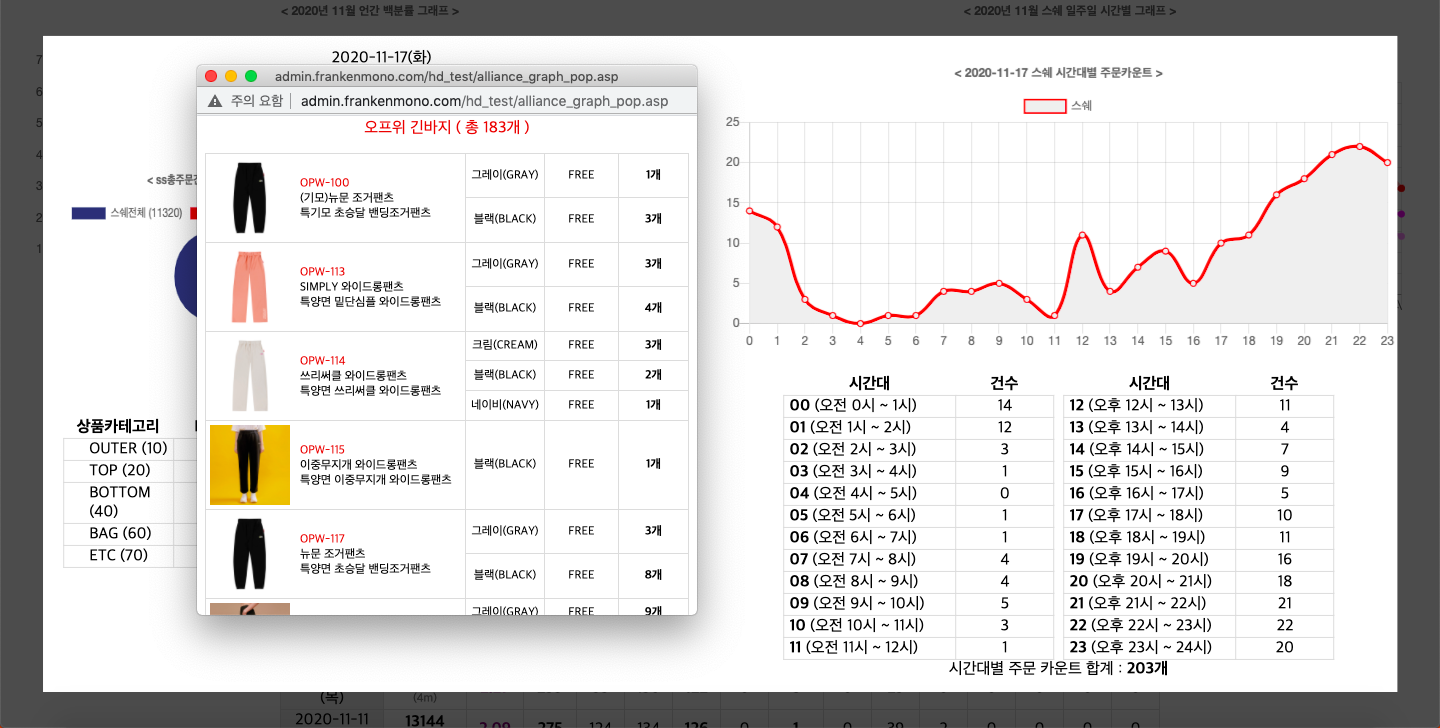 < 2020년 11월 언간 백분률 그래프 >
< 2020년 11월 스쉐 일주일 시간별 그래프 >
2020-11-17(화)
admin.frankenmono.com/hd_test/alliance_graph_pop.asp
주의 요함 | admin.frankenmono.com/hd_test/alliance_graph_pop.asp
오프위 긴바지 ( 총 183개 )
OPW-100
(기모)뉴문 조거팬츠
특기모 초승달 밴딩조거팬츠
그레이(GRAY) FREE 1개
블랙(BLACK) FREE 3개
OPW-113
SIMPLY 와이드롱팬츠
특양면 밑단심플 와이드롱팬츠
그레이(GRAY) FREE 3개
블랙(BLACK) FREE 4개
OPW-114
쓰리써클 와이드롱팬츠
특양면 쓰리써클 와이드롱팬츠
크림(CREAM) FREE 3개
블랙(BLACK) FREE 2개
네이비(NAVY) FREE 1개
OPW-115
이중무지개 와이드롱팬츠
특양면 이중무지개 와이드롱팬츠
블랙(BLACK) FREE 1개
OPW-117
뉴문 조거팬츠
특양면 초승달 밴딩조거팬츠
그레이(GRAY) FREE 3개
블랙(BLACK) FREE 8개
그레이(GRAY) FREE 9개
7
6
5
4
3
2
1
< ss총주문
스쉐전체 (11320)
상품카테고리
OUTER (10)
TOP (20)
BOTTOM
(40)
BAG (60)
ETC (70)
< 2020-11-17 스쉐 시간대별 주문카운트 >
스쉐
25
20
15
10
5
0
0 1 2 3 4 5 6 7 8 9 10 11 12 13 14 15 16 17 18 19 20 21 22 23
시간대 건수 시간대 건수
00 (오전 0시 ~ 1시) 14 12 (오후 12시 ~ 13시) 11
01 (오전 1시 ~ 2시) 12 13 (오후 13시 ~ 14시) 4
02 (오전 2시 ~ 3시) 3 14 (오후 14시 ~ 15시) 7
03 (오전 3시 ~ 4시) 1 15 (오후 15시 ~ 16시) 9
04 (오전 4시 ~ 5시) 0 16 (오후 16시 ~ 17시) 5
05 (오전 5시 ~ 6시) 1 17 (오후 17시 ~ 18시) 10
06 (오전 6시 ~ 7시) 1 18 (오후 18시 ~ 19시) 11
07 (오전 7시 ~ 8시) 4 19 (오후 19시 ~ 20시) 16
08 (오전 8시 ~ 9시) 4 20 (오후 20시 ~ 21시) 18
09 (오전 9시 ~ 10시) 5 21 (오후 21시 ~ 22시) 21
10 (오전 10시 ~ 11시) 3 22 (오후 22시 ~ 23시) 22
11 (오전 11시 ~ 12시) 1 23 (오후 23시 ~ 24시) 20
시간대별 주문 카운트 합계 : 203개
(목) (4m)
2020-11-11 13144 2.09 275 124 134 126 0 1 0 39 2 0 0 0 0